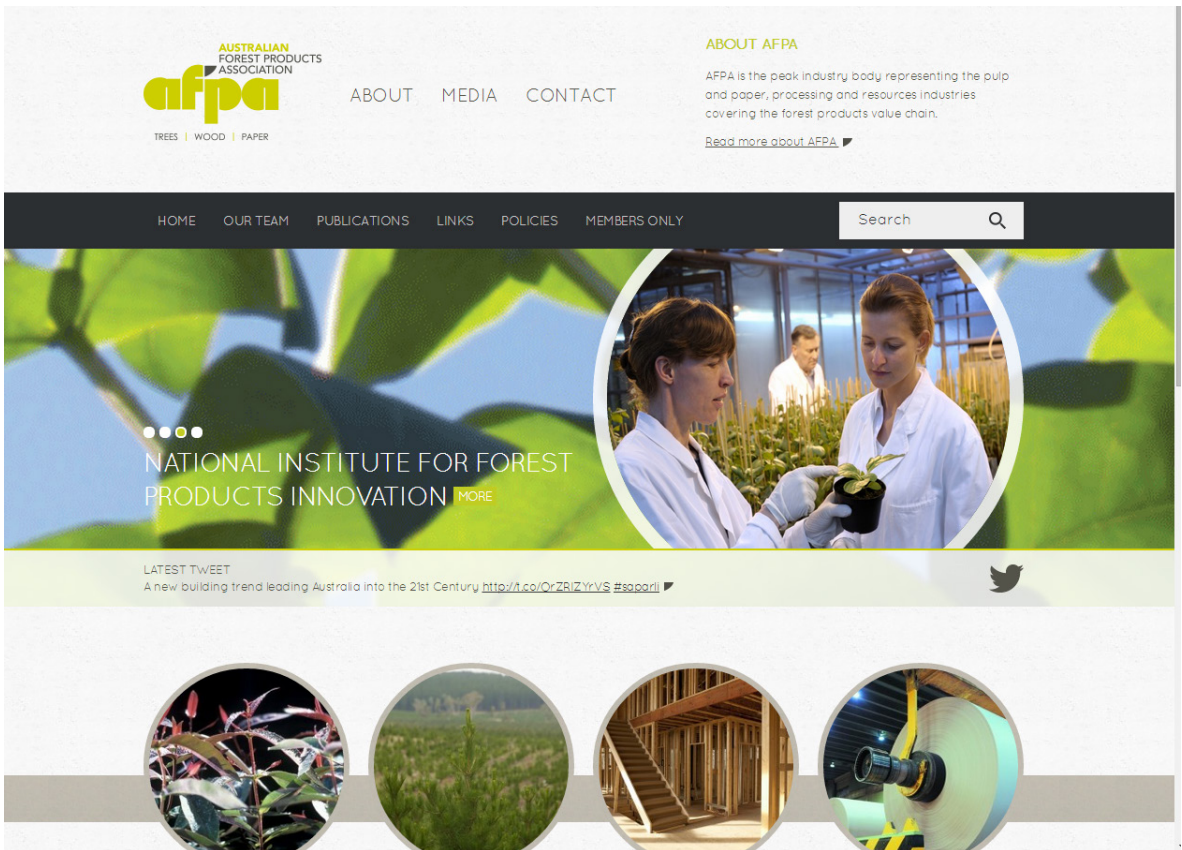 AUSTRALIAN
FOREST PRODUCTS
ASSOCIATION
afpa
TREES | WOOD | PAPER
ABOUT MEDIA CONTACT
ABOUT AFPA
AFPA is the peak industry body representing the pulp
and paper, processing and resources industries
covering the forest products value chain.
Read more about AFPA
HOME OUR TEAM PUBLICATIONS LINKS POLICIES MEMBERS ONLY
Search
NATIONAL INSTITUTE FOR FOREST
PRODUCTS INNOVATION MORE
LATEST TWEET
A new building trend leading Australia into the 21st Century http://t.co/QrZRIZYrVS #saparli